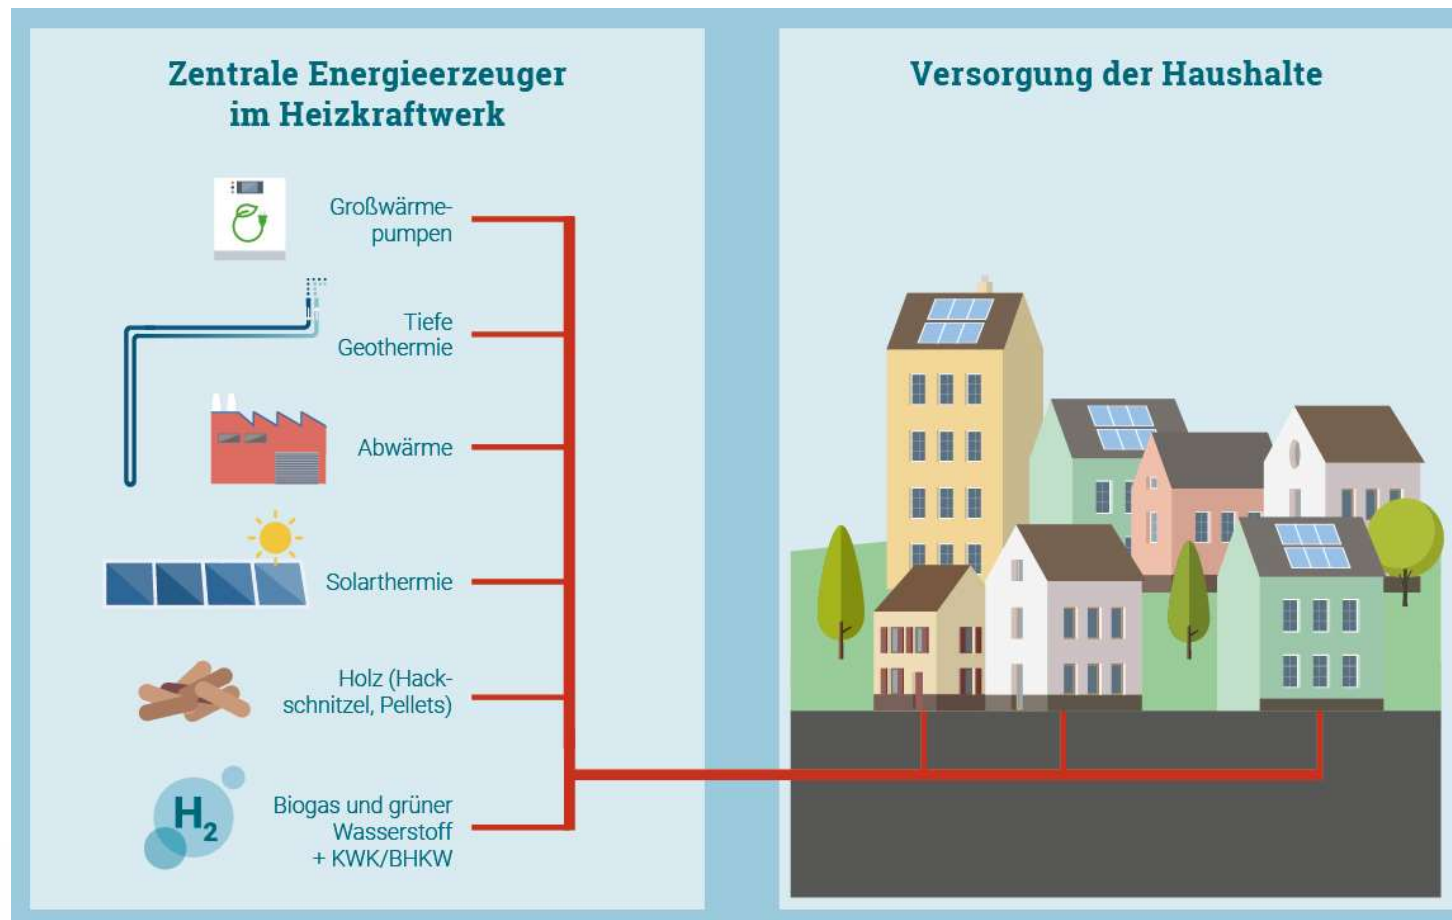 Zentrale Energieerzeuger
im Heizkraftwerk
Großwärme-
pumpen
Tiefe
Geothermie
Abwärme
Solarthermie
Holz (Hack-
schnitzel, Pellets)
H2
Biogas und grüner
Wasserstoff
+ KWK/BHKW
Versorgung der Haushalte